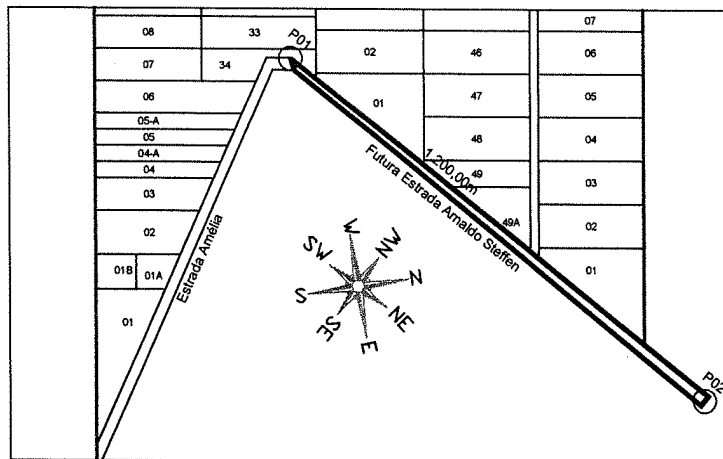 08
33
P01
07
34
06
05-A
05
04-A
04
03
02
01B
01A
01
Estrada Amélia
02
46
01
47
48
49
49A
1.200,00m
Futura Estrada Arnaldo Steffen
07
06
05
04
03
02
01
P02
W
NW
N
NE
E
SE
S
SW